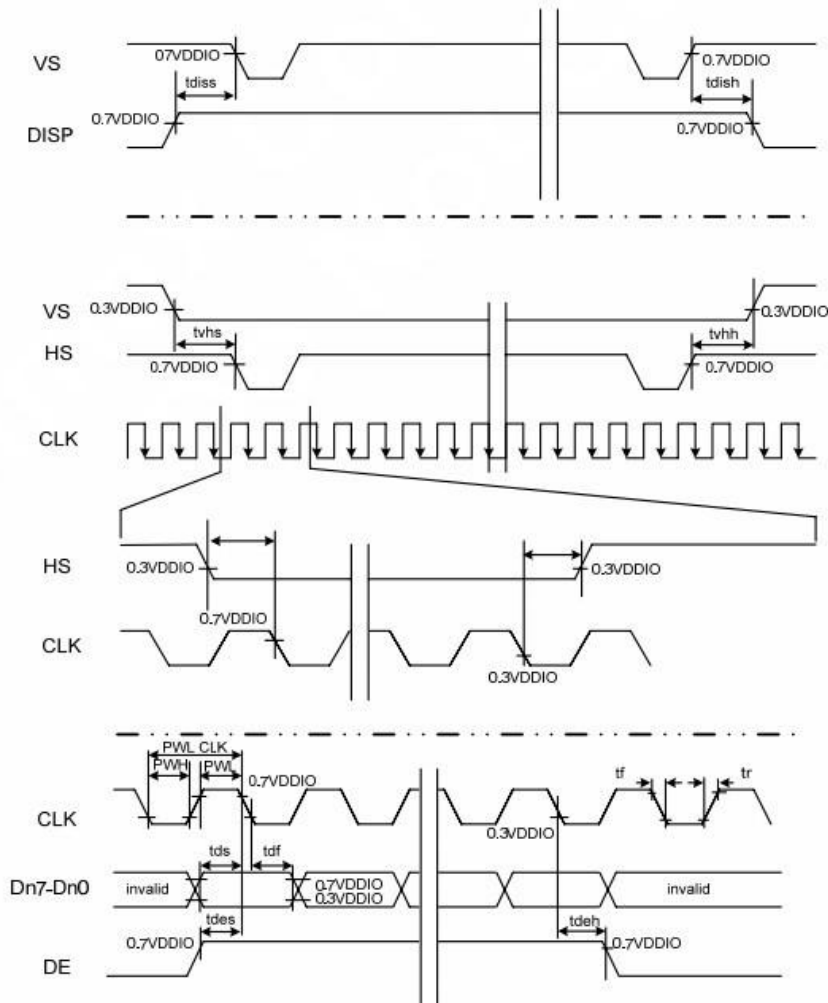 VS
07VDDIO
tdiss
0.7VDDIO
tdish
0.7VDDIO
DISP
0.7VDDIO
VS
0.3VDDIO
0.3VDDIO
HS
tvhs
tvhh
0.7VDDIO
0.7VDDIO
CLK
HS
0.3VDDIO
0.3VDDIO
0.7VDDIO
CLK
0.3VDDIO
PWL CLK
PWH
PWL
0.7VDDIO
tf
tr
CLK
0.3VDDIO
tds
tdf
Dn7-Dn0
invalid
0.7VDDIO
0.3VDDIO
invalid
tdes
tdeh
0.7VDDIO
0.7VDDIO
DE